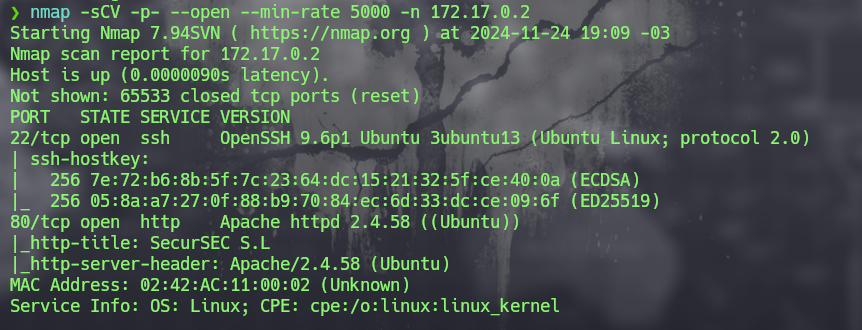 ❯ nmap -sCV -p- --open --min-rate 5000 -n 172.17.0.2
Starting Nmap 7.94SVN ( https://nmap.org ) at 2024-11-24 19:09 -03
Nmap scan report for 172.17.0.2
Host is up (0.0000090s latency).
Not shown: 65533 closed tcp ports (reset)
PORT   STATE SERVICE VERSION
22/tcp open  ssh     OpenSSH 9.6p1 Ubuntu 3ubuntu13 (Ubuntu Linux; protocol 2.0)
| ssh-hostkey:
|   256 7e:72:b6:8b:5f:7c:23:64:dc:15:21:32:5f:ce:40:0a (ECDSA)
|_  256 05:8a:a7:27:0f:88:b9:70:84:ec:6d:33:dc:ce:09:6f (ED25519)
80/tcp open  http    Apache httpd 2.4.58 ((Ubuntu))
|_http-title: SecurSEC S.L
|_http-server-header: Apache/2.4.58 (Ubuntu)
MAC Address: 02:42:AC:11:00:02 (Unknown)
Service Info: OS: Linux; CPE: cpe:/o:linux:linux_kernel